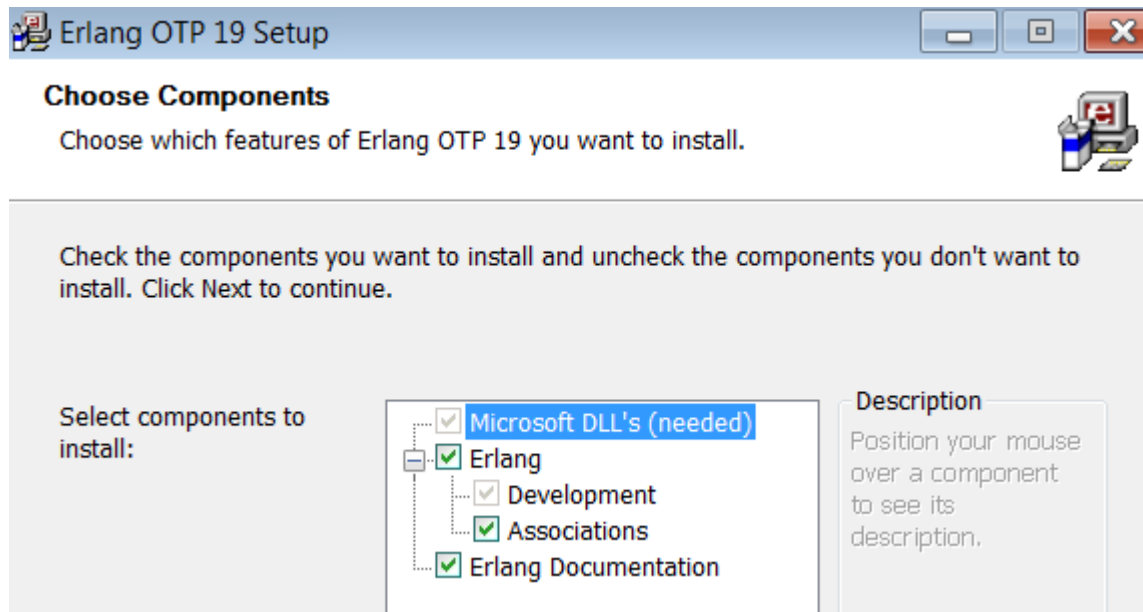 Erlang OTP 19 Setup
Choose Components
Choose which features of Erlang OTP 19 you want to install.
Check the components you want to install and uncheck the components you don't want to
install. Click Next to continue.
Select components to
install:
Microsoft DLL's (needed)
Erlang
Development
Associations
Erlang Documentation
Description
Position your mouse
over a component
to see its
description.